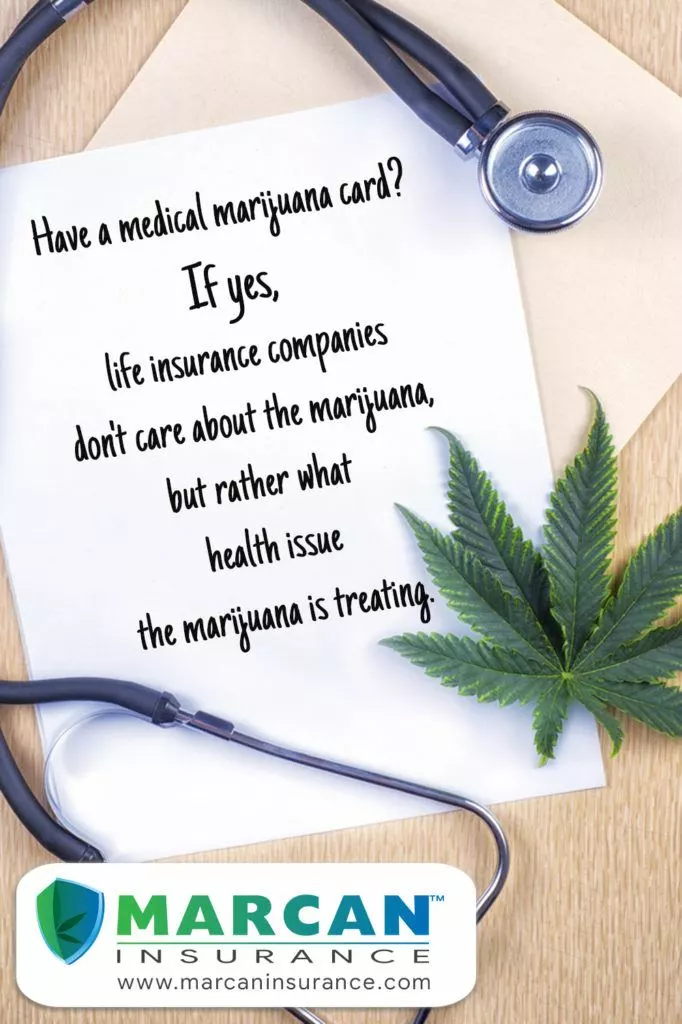 Have a medical marijuana card?
If yes,
life insurance companies
don't care about the marijuana,
but rather what
health issue
the marijuana is treating.
MARCAN™
INSURANCE
www.marcaninsurance.com